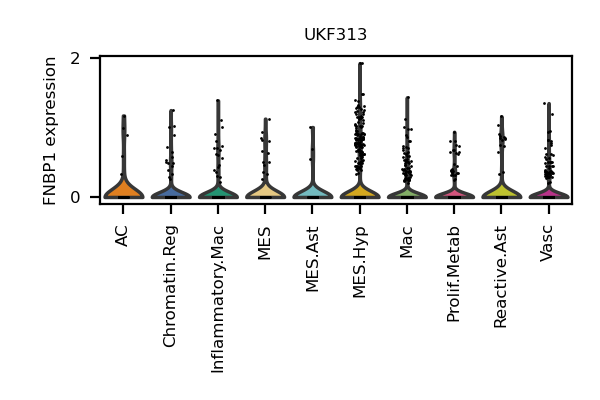 UKF313
FNBP1 expression
2
0
AC
Chromatin.Reg
Inflammatory.Mac
MES
MES.Ast
MES.Hyp
Mac
Prolif.Metab
Reactive.Ast
Vasc